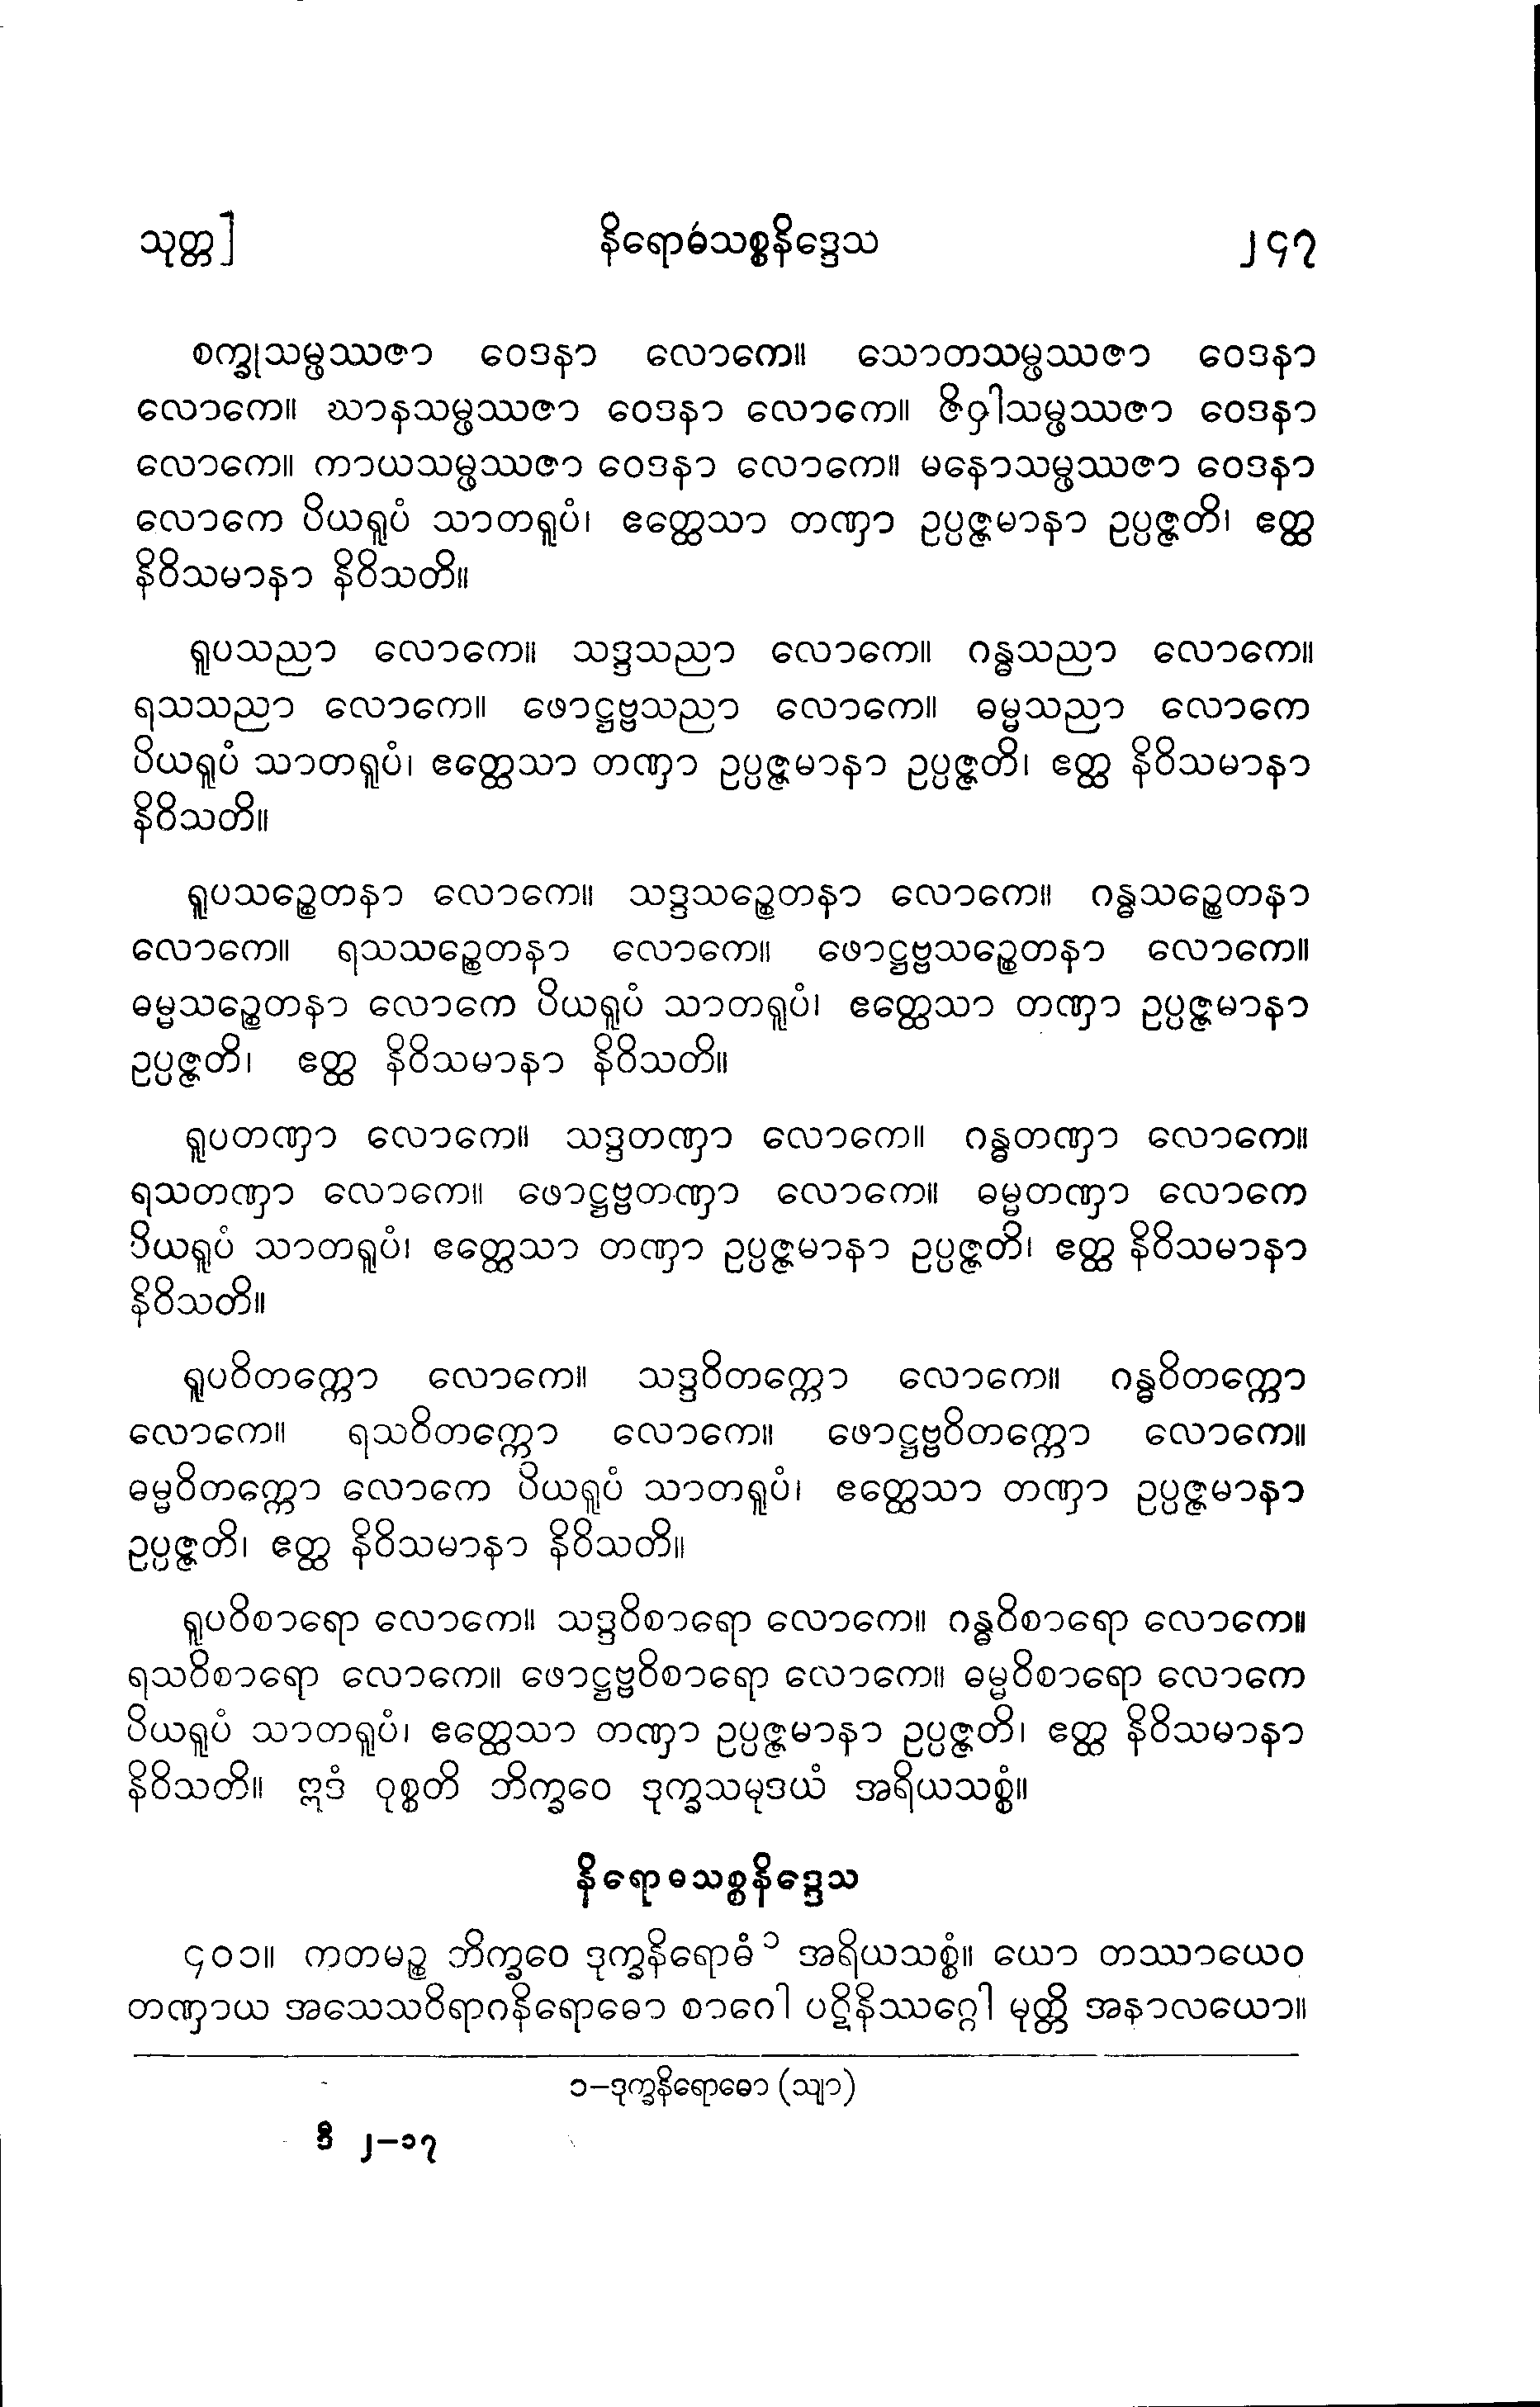 သုတ္တ] နိရောဓံသစ္စနိဒ္ဒေသ ၂၄၇
စက္ခုသမ္ဖဿဇာ ဝေဒနာ လောကေ။ သောတသမ္ဖဿဇာ ဝေဒနာ
လောကေ။ ဃာနသမ္ဖဿဇာ ဝေဒနာ လောကေ။ ဇိဝှါသမ္ဖဿဇာ ဝေဒနာ
လောကေ။ ကာယသမ္ဖဿဇာ ဝေဒနာ လောကေ။ မနောသမ္ဖဿဇာ ဝေဒနာ
လောကေ ပိယရူပံ သာတရူပံ၊ ဧတ္ထေသာ တဏှာ ဥပ္ပဇ္ဇမာနာ ဥပ္ပဇ္ဇတိ၊ ဧတ္ထ
နိဝိသမာနာ နိဝိသတိ။
ရူပသညာ လောကေ။ သဒ္ဒသညာ လောကေ။ ဂန္ဓသညာ လောကေ။
ရသသညာ လောကေ။ ဖောဋ္ဌဗ္ဗသညာ လောကေ။ ဓမ္မသညာ လောကေ
ပိယရူပံ သာတရူပံ၊ ဧတ္ထေသာ တဏှာ ဥပ္ပဇ္ဇမာနာ ဥပ္ပဇ္ဇတိ၊ ဧတ္ထ နိဝိသမာနာ
နိဝိသတိ။
ရူပသဉ္စေတနာ လောကေ။ သဒ္ဒသဉ္စေတနာ လောကေ။ ဂန္ဓသဉ္စေတနာ
လောကေ။ ရသသဉ္စေတနာ လောကေ။ ဖောဋ္ဌဗ္ဗသဉ္စေတနာ လောကေ။
ဓမ္မသဉ္စေတနာ လောကေ ပိယရူပံ သာတရူပံ၊ ဧတ္ထေသာ တဏှာ ဥပ္ပဇ္ဇမာနာ
ဥပ္ပဇ္ဇတိ၊ ဧတ္ထ နိဝိသမာနာ နိဝိသတိ။
ရူပတဏှာ လောကေ။ သဒ္ဒတဏှာ လောကေ။ ဂန္ဓတဏှာ လောကေ။
ရသတဏှာ လောကေ။ ဖောဋ္ဌဗ္ဗတဏှာ လောကေ။ ဓမ္မတဏှာ လောကေ
ပိယရူပံ သာတရူပံ၊ ဧတ္ထေသာ တဏှာ ဥပ္ပဇ္ဇမာနာ ဥပ္ပဇ္ဇတိ၊ ဧတ္ထ နိဝိသမာနာ
နိဝိသတိ။
ရူပဝိတက္ကော လောကေ။ သဒ္ဒဝိတက္ကော လောကေ။ ဂန္ဓဝိတက္ကော
လောကေ။ ရသဝိတက္ကော လောကေ။ ဖောဋ္ဌဗ္ဗဝိတက္ကော လောကေ။
ဓမ္မဝိတက္ကော လောကေ ပိယရူပံ သာတရူပံ၊ ဧတ္ထေသာ တဏှာ ဥပ္ပဇ္ဇမာနာ
ဥပ္ပဇ္ဇတိ၊ ဧတ္ထ နိဝိသမာနာ နိဝိသတိ။
ရူပဝိစာရော လောကေ။ သဒ္ဒဝိစာရော လောကေ။ ဂန္ဓဝိစာရော လောကေ။
ရသဝိစာရော လောကေ။ ဖောဋ္ဌဗ္ဗဝိစာရော လောကေ။ ဓမ္မဝိစာရော လောကေ
ပိယရူပံ သာတရူပံ၊ ဧတ္ထေသာ တဏှာ ဥပ္ပဇ္ဇမာနာ ဥပ္ပဇ္ဇတိ၊ ဧတ္ထ နိဝိသမာနာ
နိဝိသတိ။ ဣဒံ ဝုစ္စတိ ဘိက္ခဝေ ဒုက္ခသမုဒယံ အရိယသစ္စံ။
နိရောဓသစ္စနိဒ္ဒေသ
၄၀၁။ ကတမဉ္စ ဘိက္ခဝေ ဒုက္ခနိရောဓံ ၁ အရိယသစ္စံ။ ယော တဿာယေဝ
တဏှာယ အသေသဝိရာဂနိရောဓော စာဂေါ ပဋိနိဿဂ္ဂေါ မုတ္တိ အနာလယော။
၁–ဒုက္ခနိရောဓော (သျာ)
ဒီ ၂–၁၇